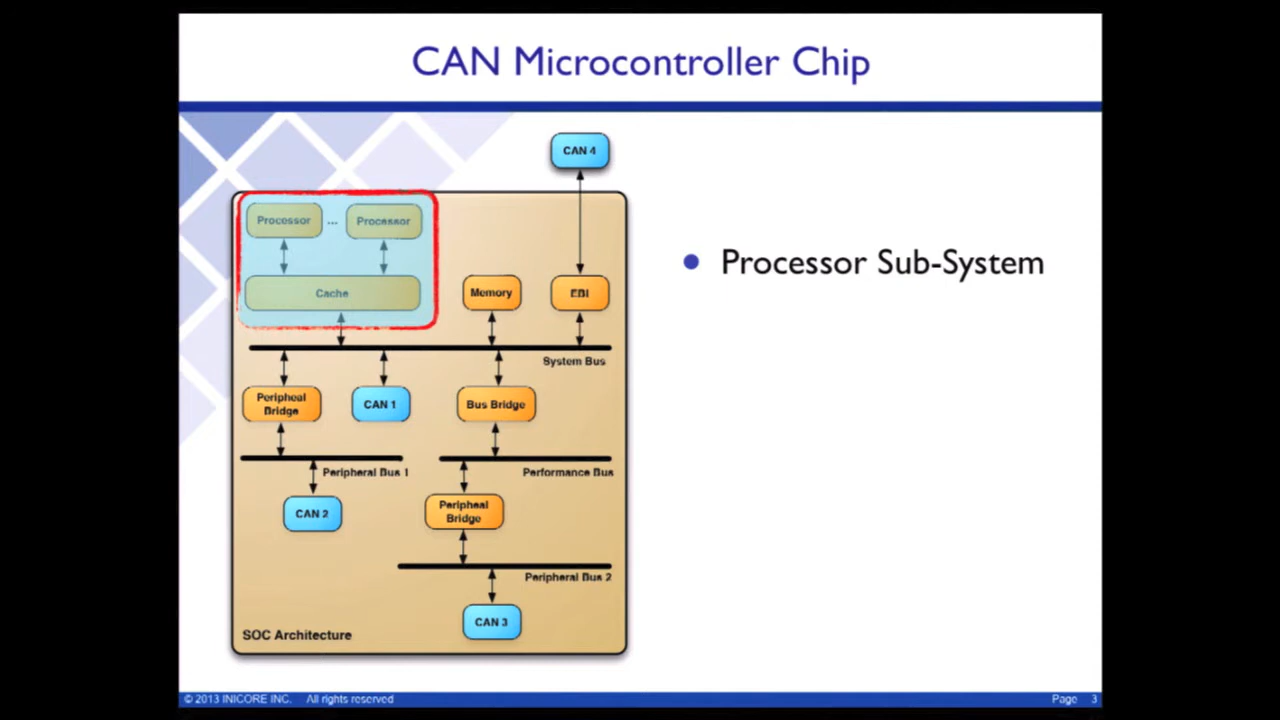 CAN Microcontroller Chip
CAN 4
Processor ... Processor
Cache
Memory
EBI
System Bus
Peripheal
Bridge
CAN 1
Bus Bridge
Peripheral Bus 1
Performance Bus
CAN 2
Peripheal
Bridge
Peripheral Bus 2
CAN 3
SOC Architecture
• Processor Sub-System
© 2013 INICORE INC. All rights reserved
Page 3